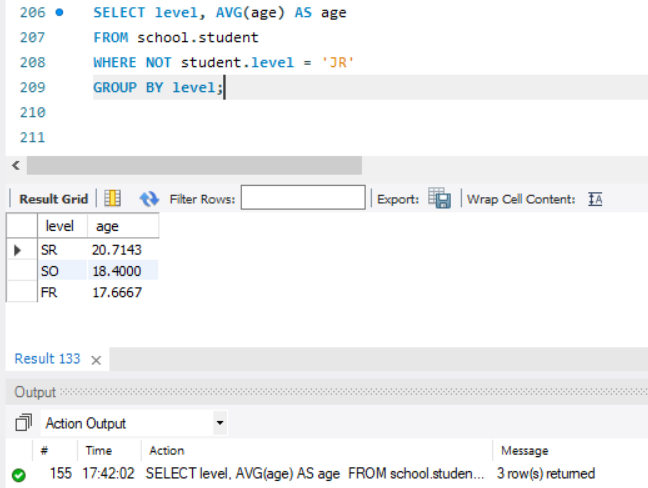 206 SELECT level, AVG(age) AS age
207 FROM school.student
208 WHERE NOT student.level = 'JR'
209 GROUP BY level;
210
211
Result Grid Filter Rows: Export: Wrap Cell Content: IA
level age
SR 20.7143
SO 18.4000
FR 17.6667
Result 133 ×
Output
Action Output
# Time Action Message
155 17:42:02 SELECT level, AVG(age) AS age FROM school.studen... 3 row(s) returned